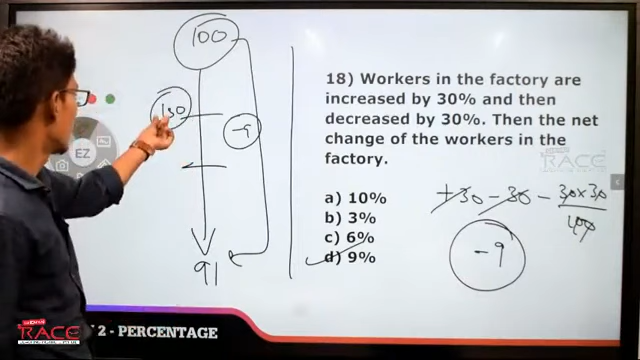 100
18) Workers in the factory are
increased by 30% and then
decreased by 30%. Then the net
change of the workers in the
factory.
130
-9
a) 10%
b) 3%
c) 6%
d) 9%
+30 - 30 - 30×30
100
-9
91
EZ
RACE
RACE
2 - PERCENTAGE